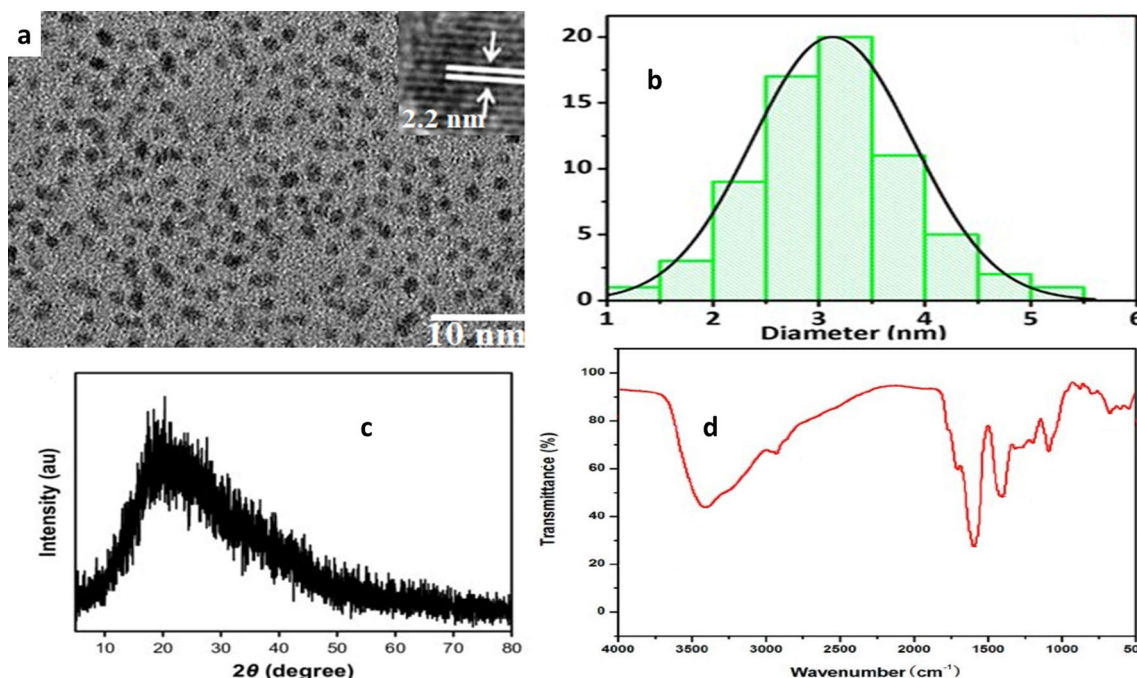 a
2.2 nm
10 nm
b
20
15
10
5
0
1 2 3 4 5 6
Diameter (nm)
c
Intensity (au)
10 20 30 40 50 60 70 80
2θ (degree)
d
Transmittance (%)
100
80
60
40
20
0
4000 3500 3000 2500 2000 1500 1000 500
Wavenumber (cm⁻¹)